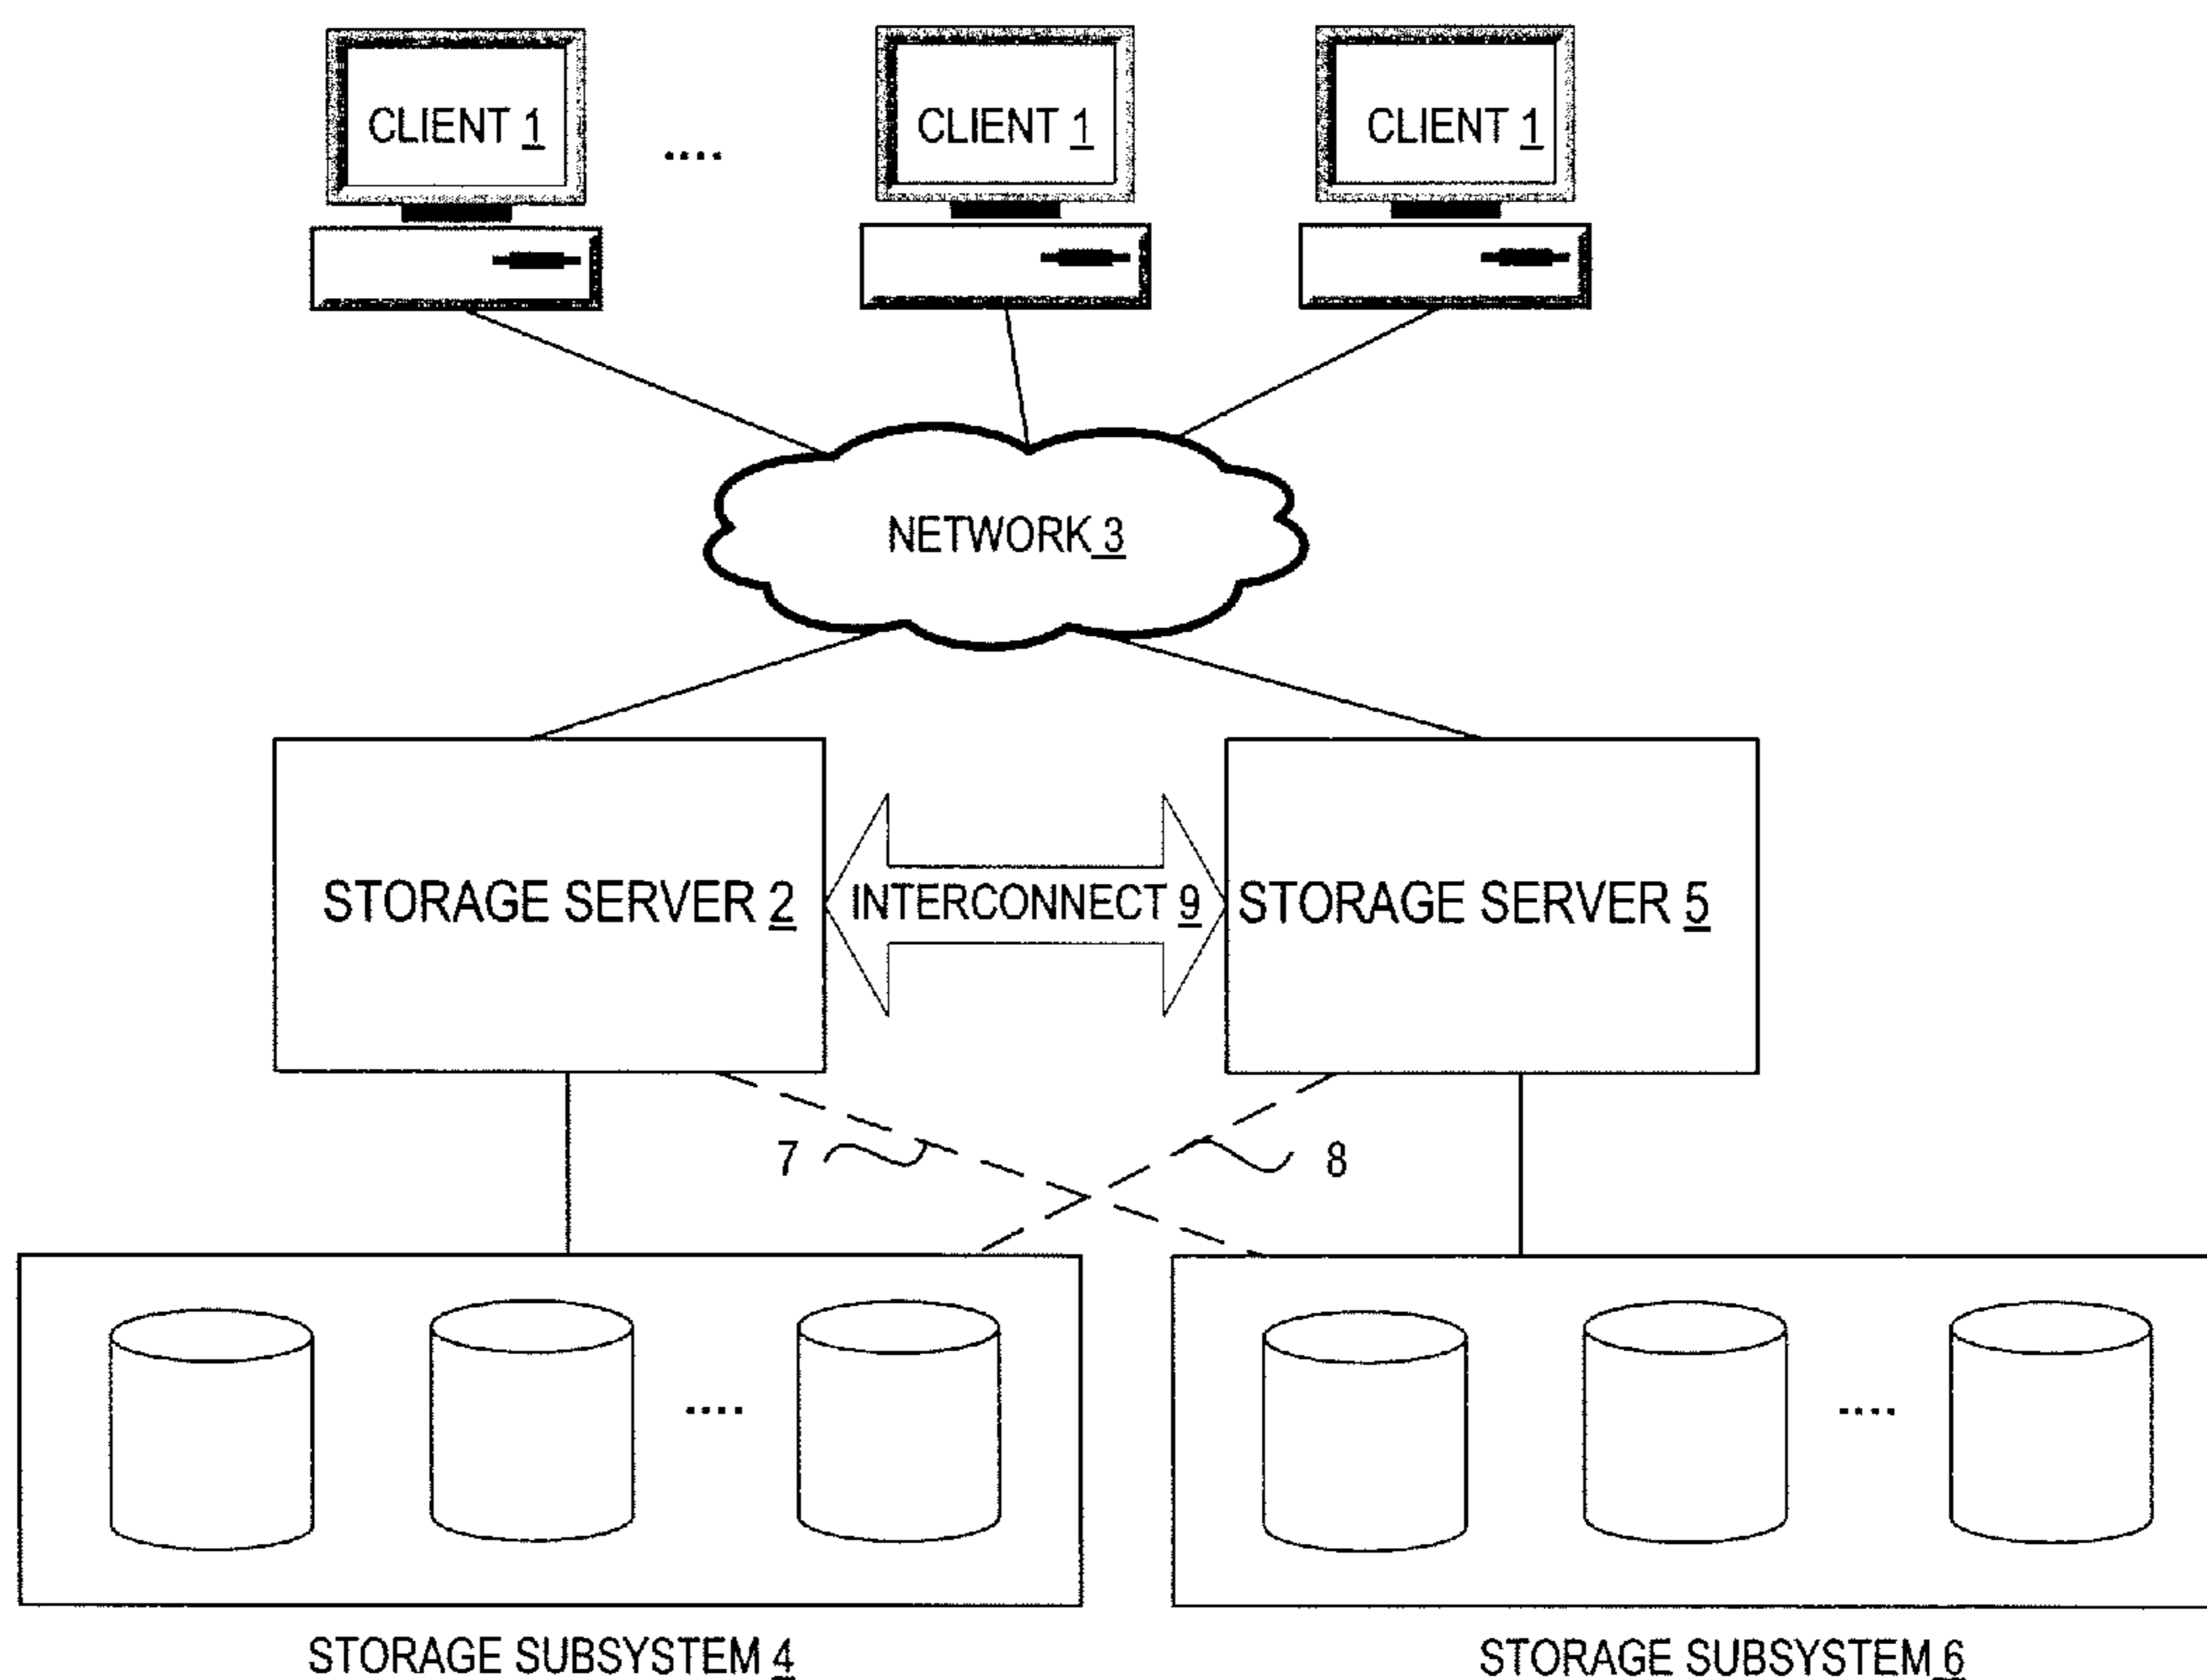 CLIENT 1
....
CLIENT 1
CLIENT 1
NETWORK 3
STORAGE SERVER 2
INTERCONNECT 9
STORAGE SERVER 5
7
8
....
....
STORAGE SUBSYSTEM 4
STORAGE SUBSYSTEM 6